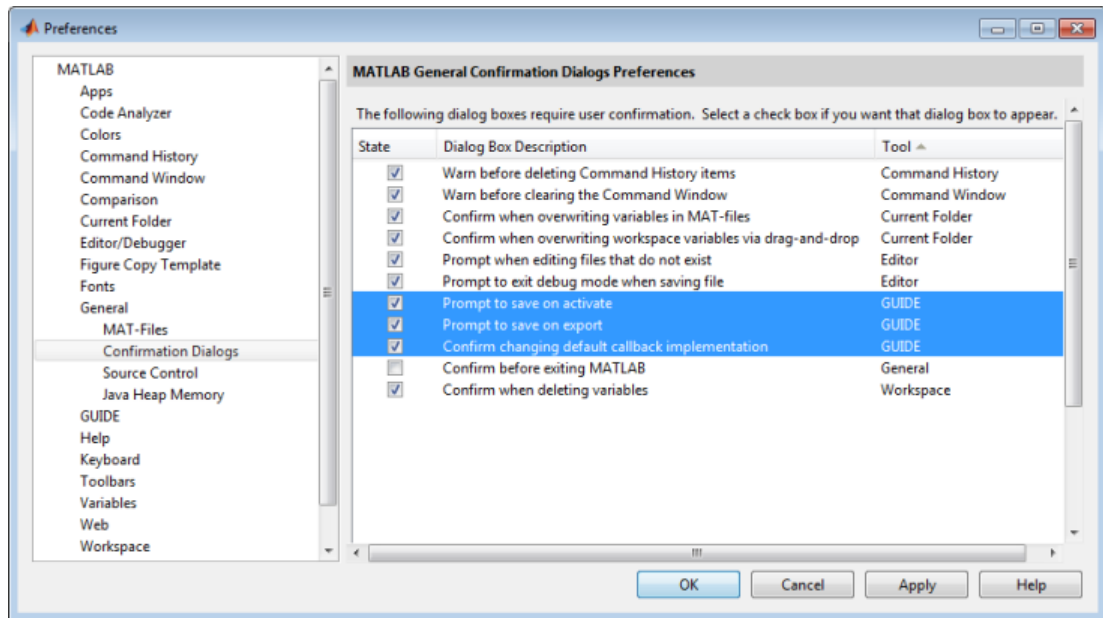 Preferences
MATLAB
Apps
Code Analyzer
Colors
Command History
Command Window
Comparison
Current Folder
Editor/Debugger
Figure Copy Template
Fonts
General
MAT-Files
Confirmation Dialogs
Source Control
Java Heap Memory
GUIDE
Help
Keyboard
Toolbars
Variables
Web
Workspace
MATLAB General Confirmation Dialogs Preferences
The following dialog boxes require user confirmation. Select a check box if you want that dialog box to appear.
State Dialog Box Description Tool
Warn before deleting Command History items Command History
Warn before clearing the Command Window Command Window
Confirm when overwriting variables in MAT-files Current Folder
Confirm when overwriting workspace variables via drag-and-drop Current Folder
Prompt when editing files that do not exist Editor
Prompt to exit debug mode when saving file Editor
Prompt to save on activate GUIDE
Prompt to save on export GUIDE
Confirm changing default callback implementation GUIDE
Confirm before exiting MATLAB General
Confirm when deleting variables Workspace
OK Cancel Apply Help